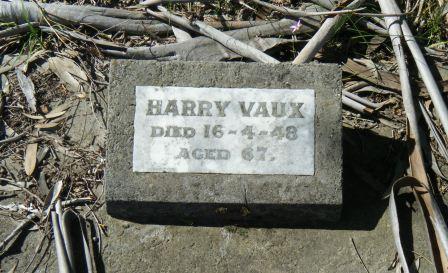 HARRY VAUX
DIED 16-4-48
AGED 67.